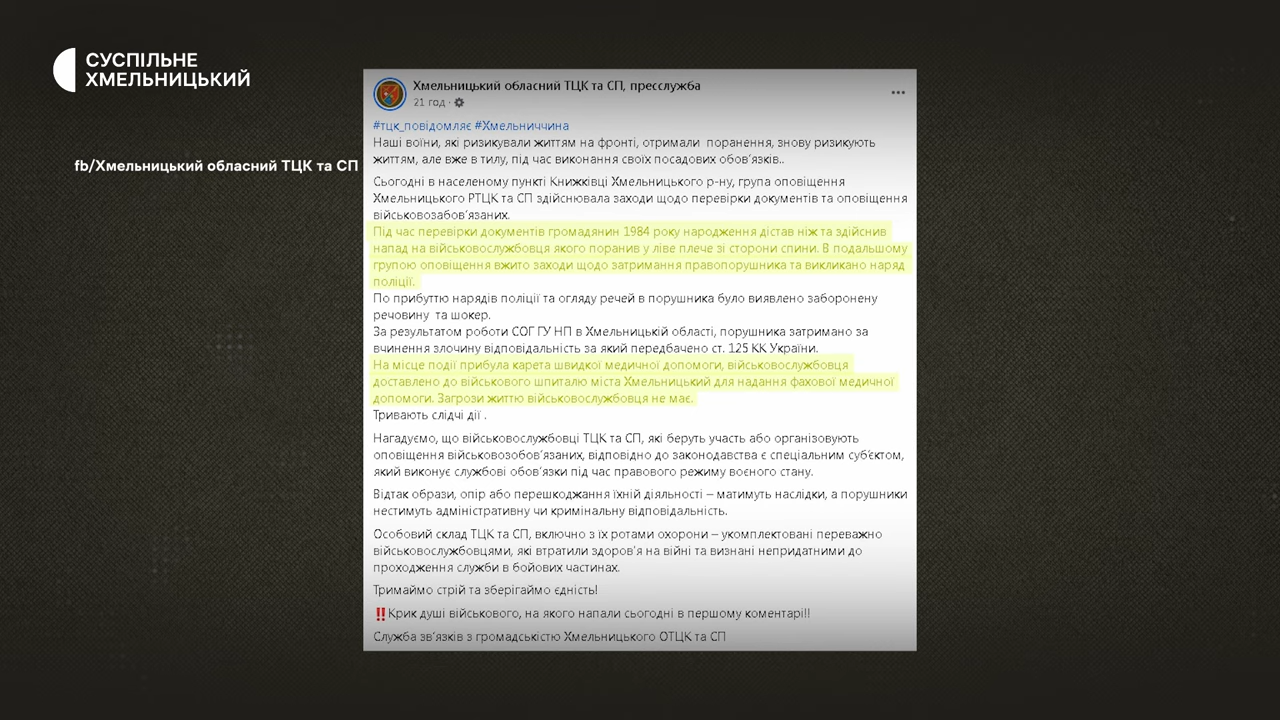 СУСПІЛЬНЕ
ХМЕЛЬНИЦЬКИЙ
fb/Хмельницький обласний ТЦК та СП
Хмельницький обласний ТЦК та СП, пресслужба
21 год ·
#тцк_повідомляє #Хмельниччина
Наші воїни, які ризикували життям на фронті, отримали поранення, знову ризикують
життям, але вже в тилу, під час виконання своїх посадових обов’язків..
Сьогодні в населеному пункті Книжківці Хмельницького р-ну, група оповіщення
Хмельницького РТЦК та СП здійснювала заходи щодо перевірки документів та оповіщення
військовозабов’язаних.
Під час перевірки документів громадянин 1984 року народження дістав ніж та здійснив
напад на військовослужбовця якого поранив у ліве плече зі сторони спини. В подальшому
групою оповіщення вжито заходи щодо затримання правопорушника та викликано наряд
поліції.
По прибуттю нарядів поліції та огляду речей в порушника було виявлено заборонену
речовину та шокер.
За результатом роботи СОГ ГУ НП в Хмельницькій області, порушника затримано за
вчинення злочину відповідальність за який передбачено ст. 125 КК України.
На місце події прибула карета швидкої медичної допомоги, військовослужбовця
доставлено до військового шпиталю міста Хмельницький для надання фахової медичної
допомоги. Загрози життю військовослужбовця не має.
Тривають слідчі дії .
Нагадуємо, що військовослужбовці ТЦК та СП, які беруть участь або організовують
оповіщення військовозобов’язаних, відповідно до законодавства є спеціальним суб’єктом,
який виконує службові обов’язки під час правового режиму воєнного стану.
Відтак образи, опір або перешкоджання їхній діяльності – матимуть наслідки, а порушники
нестимуть адміністративну чи кримінальну відповідальність.
Особовий склад ТЦК та СП, включно з їх ротами охорони – укомплектовані переважно
військовослужбовцями, які втратили здоров’я на війні та визнані непридатними до
проходження служби в бойових частинах.
Тримаймо стрій та зберігаймо єдність!
‼Крик душі військового, на якого напали сьогодні в першому коментарі!!
Служба зв’язків з громадськістю Хмельницького ОТЦК та СП